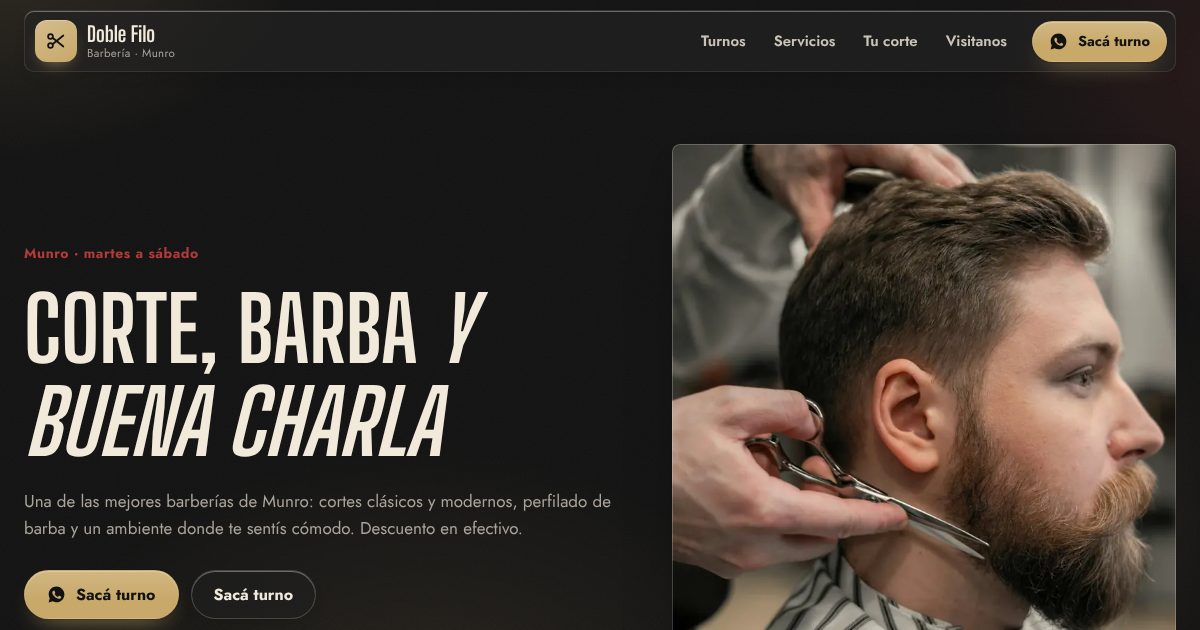 Doble Filo
Barbería · Munro
Turnos
Servicios
Tu corte
Visitanos
Sacá turno
Munro · martes a sábado
CORTE, BARBA Y
BUENA CHARLA
Una de las mejores barberías de Munro: cortes clásicos y modernos, perfilado de
barba y un ambiente donde te sentís cómodo. Descuento en efectivo.
Sacá turno
Sacá turno